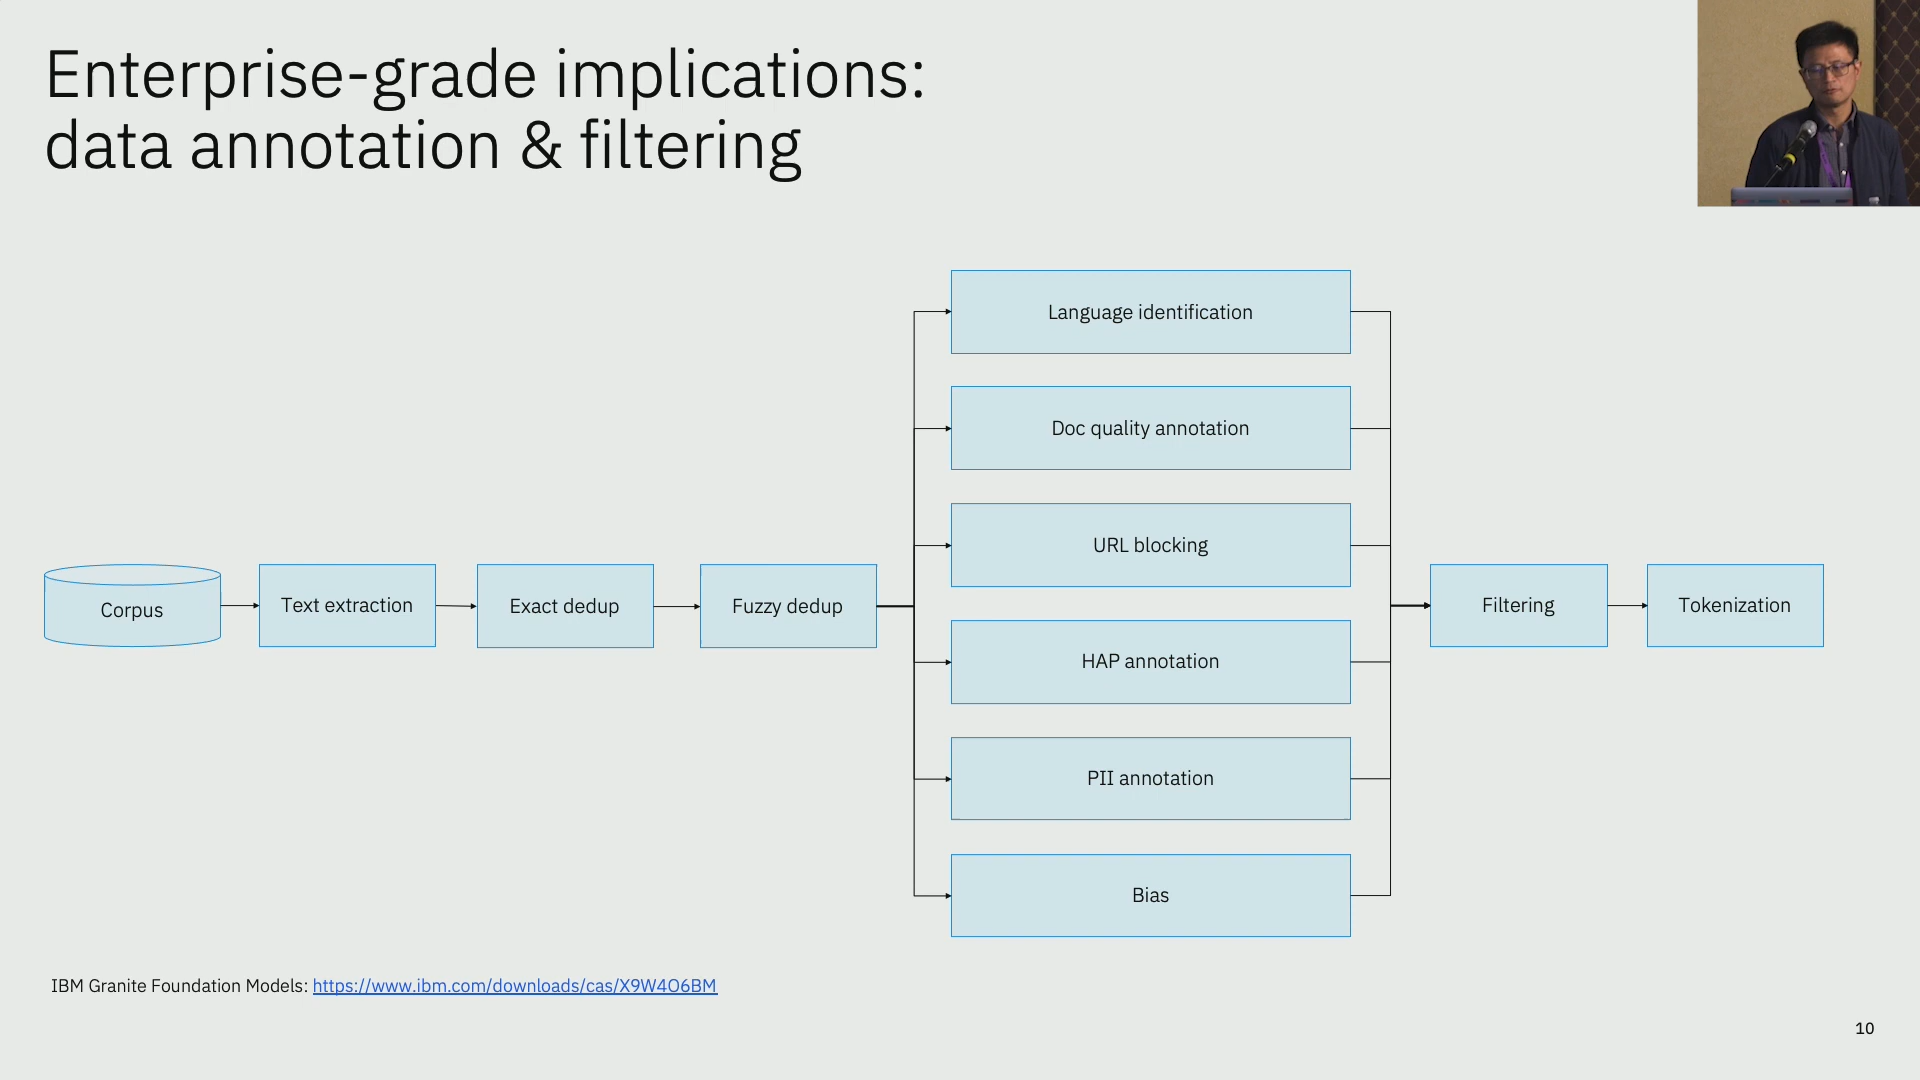 Enterprise-grade implications:
data annotation & filtering
Language identification
Doc quality annotation
URL blocking
Corpus
Text extraction
Exact dedup
Fuzzy dedup
HAP annotation
Filtering
Tokenization
PII annotation
Bias
IBM Granite Foundation Models: https://www.ibm.com/downloads/cas/X9W4O6BM
10